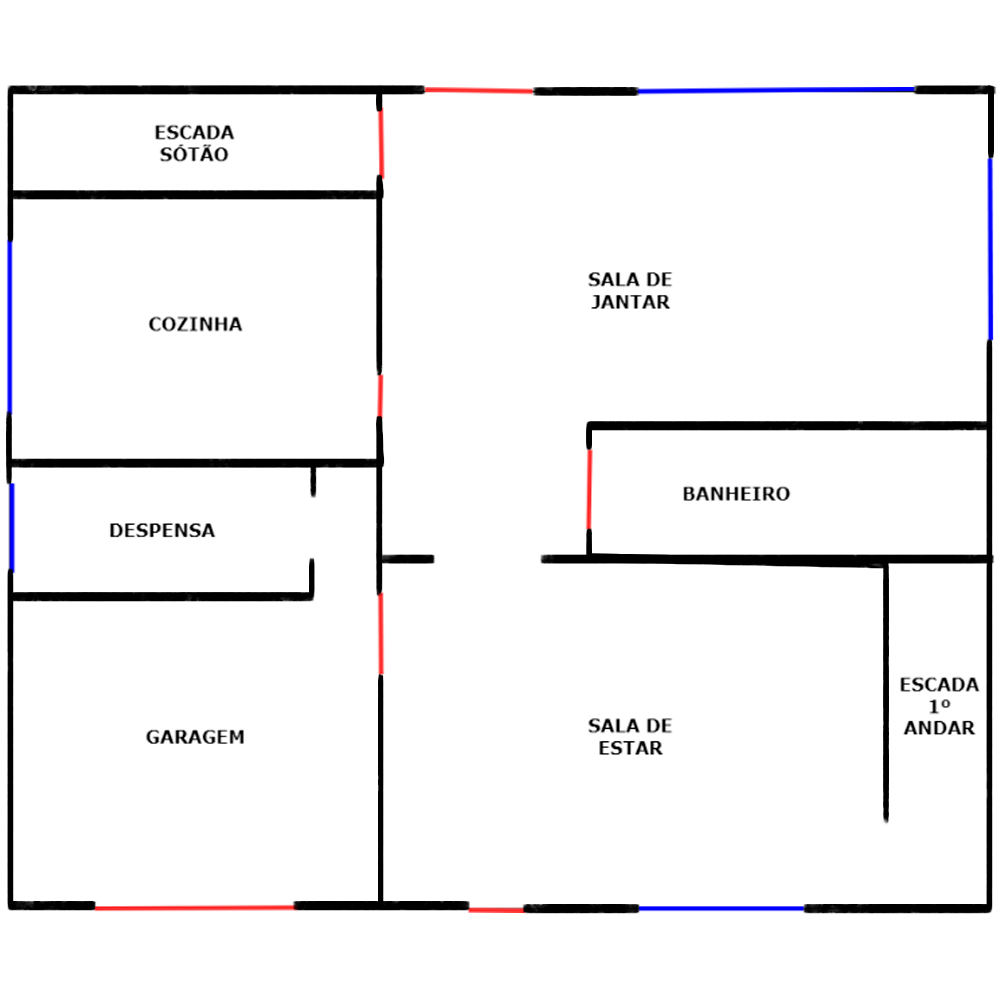 ESCADA
SÓTÃO
SALA DE
JANTAR
COZINHA
BANHEIRO
DESPENSA
ESCADA
1º
ANDAR
SALA DE
ESTAR
GARAGEM